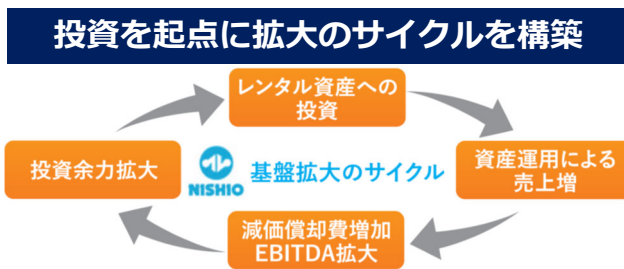 投資を起点に拡大のサイクルを構築
レンタル資産への
投資
投資余力拡大
NISHIO
基盤拡大のサイクル
資産運用による
売上増
減価償却費増加
EBITDA拡大